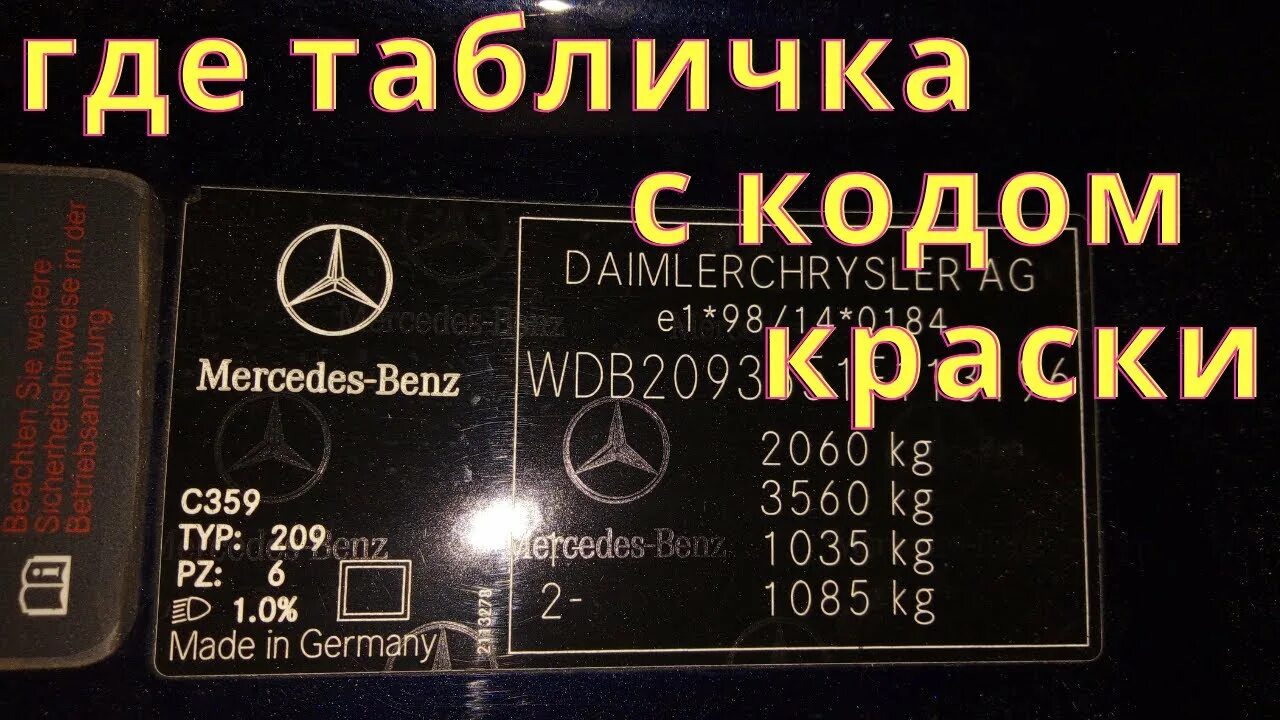 где табличка
с кодом
краски
Beachten Sie weitere
Sicherheitshinweise in der
Betriebsanleitung.
Mercedes-Benz
C359
TYP: 209
PZ: 6
1.0%
Made in Germany
2113278
DAIMLERCHRYSLER AG
e1*98/14*0184
2060 kg
3560 kg
1035 kg
2- 1085 kg
Mercedes-Benz